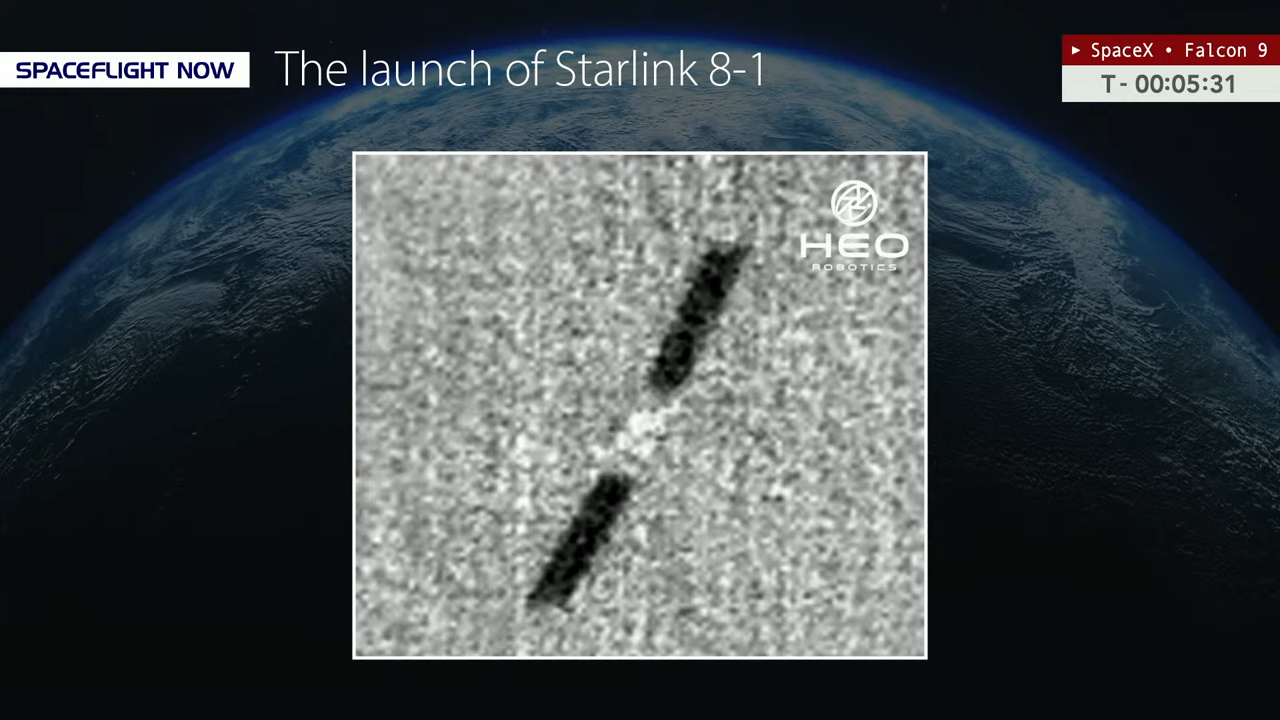 SPACEFLIGHT NOW
The launch of Starlink 8-1
▶ SpaceX • Falcon 9
T - 00:05:31
HEO
ROBOTICS